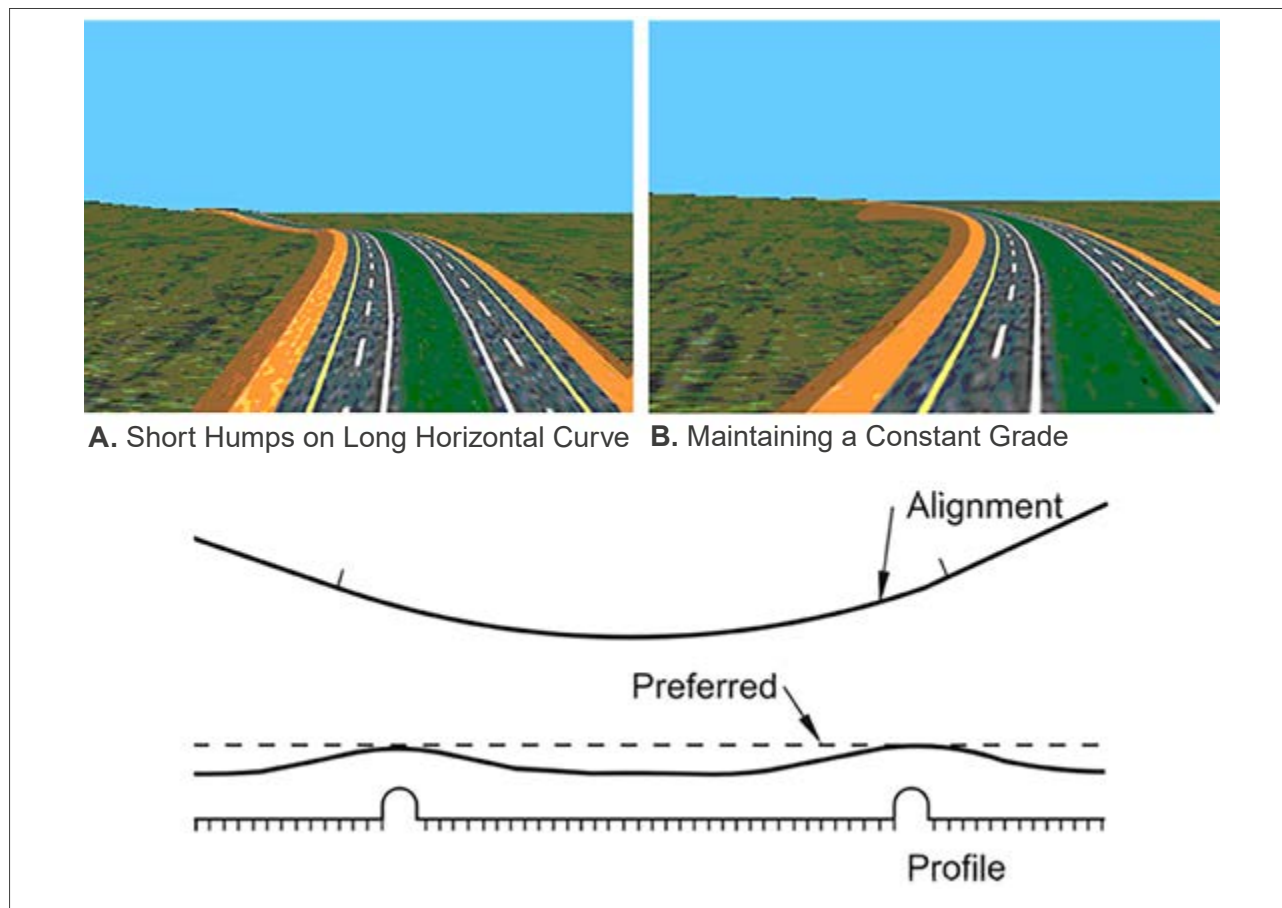 A. Short Humps on Long Horizontal Curve
B. Maintaining a Constant Grade
Alignment
Preferred
Profile